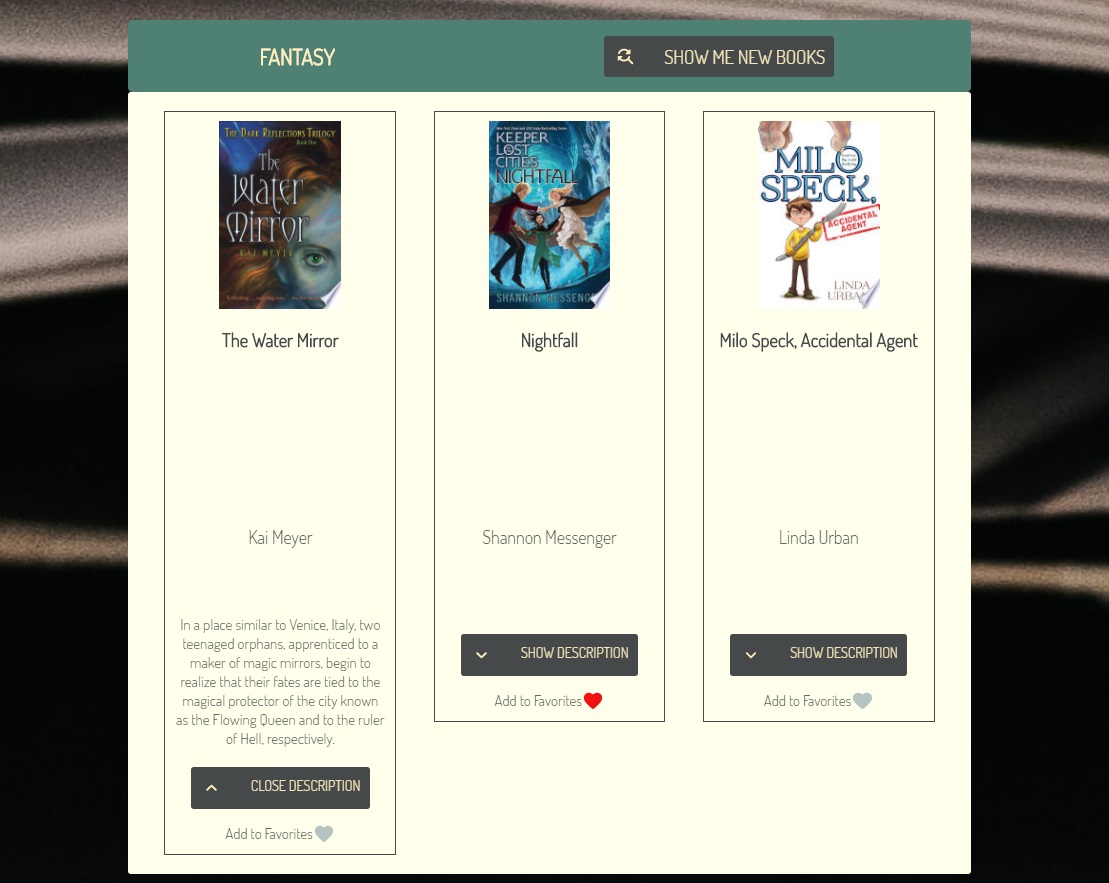 FANTASY
SHOW ME NEW BOOKS
THE DARK REFLECTIONS TRILOGY
Book One
The
Water
Mirror
KAI MEYER
The Water Mirror
Kai Meyer
In a place similar to Venice, Italy, two
teenaged orphans, apprenticed to a
maker of magic mirrors, begin to
realize that their fates are tied to the
magical protector of the city known
as the Flowing Queen and to the ruler
of Hell, respectively.
CLOSE DESCRIPTION
Add to Favorites
KEEPER
LOST
CITIES
NIGHTFALL
SHANNON MESSENG
Nightfall
Shannon Messenger
SHOW DESCRIPTION
Add to Favorites
MILO
SPECK,
ACCIDENTAL
AGENT
LINDA
URBA
Milo Speck, Accidental Agent
Linda Urban
SHOW DESCRIPTION
Add to Favorites